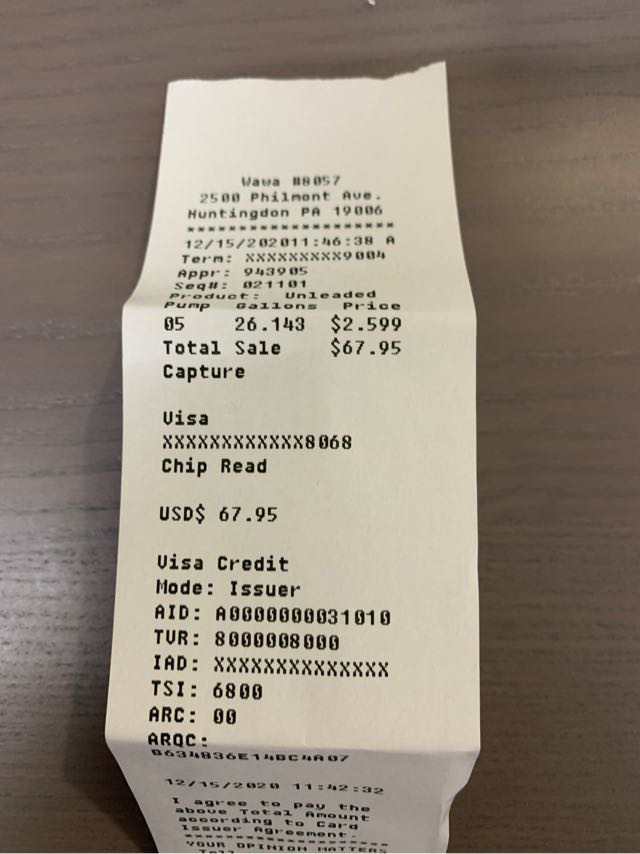 Wawa #8057
2500 Philmont Ave.
Huntingdon PA 19006
********************
12/15/202011:46:38 A
Term: XXXXXXXXX9004
Appr: 943905
Seq#: 021101
Product: Unleaded
Pump Gallons Price
05 26.143 $2.599
Total Sale $67.95
Capture
Visa
XXXXXXXXXXXX8068
Chip Read
USD$ 67.95
Visa Credit
Mode: Issuer
AID: A0000000031010
TVR: 8000008000
IAD: XXXXXXXXXXXXXX
TSI: 6800
ARC: 00
ARQC:
B634836E14BC4A07
12/15/2020 11:42:32
I agree to pay the
above Total Amount
according to Card
Issuer Agreement.
********************
YOUR OPINION MATTERS